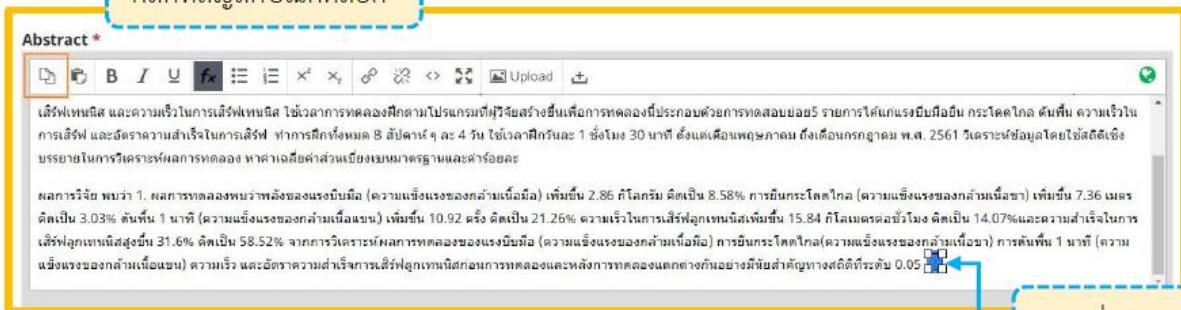 Abstract *
B I U fx Upload
เสิร์ฟเทนนิส และความเร็วในการเสิร์ฟเทนนิส ใช้เวลาการทดลองฝึกตามโปรแกรมที่ผู้วิจัยสร้างขึ้นเพื่อการทดลองนี้ประกอบด้วยการทดสอบย่อย5 รายการได้แก่แรงบีบมือยืน กระโดดไกล ดันพื้น ความเร็วใน
การเสิร์ฟ และอัตราความสำเร็จในการเสิร์ฟ ทำการฝึกทั้งหมด 8 สัปดาห์ ๆ ละ 4 วัน ใช้เวลาฝึกวันละ 1 ชั่วโมง 30 นาที ตั้งแต่เดือนพฤษภาคม ถึงเดือนกรกฎาคม พ.ศ. 2561 วิเคราะห์ข้อมูลโดยใช้สถิติเชิง
บรรยายในการวิเคราะห์ผลการทดลอง หาค่าเฉลี่ยค่าส่วนเบี่ยงเบนมาตรฐานและค่าร้อยละ
ผลการวิจัย พบว่า 1. ผลการทดลองพบว่าพลังของแรงบีบมือ (ความแข็งแรงของกล้ามเนื้อมือ) เพิ่มขึ้น 2.86 กิโลกรัม คิดเป็น 8.58% การยืนกระโดดไกล (ความแข็งแรงของกล้ามเนื้อขา) เพิ่มขึ้น 7.36 เมตร
คิดเป็น 3.03% ดันพื้น 1 นาที (ความแข็งแรงของกล้ามเนื้อแขน) เพิ่มขึ้น 10.92 ครั้ง คิดเป็น 21.26% ความเร็วในการเสิร์ฟลูกเทนนิสเพิ่มขึ้น 15.84 กิโลเมตรต่อชั่วโมง คิดเป็น 14.07%และความสำเร็จในการ
เสิร์ฟลูกเทนนิสสูงขึ้น 31.6% คิดเป็น 58.52% จากการวิเคราะห์ผลการทดลองของแรงบีบมือ (ความแข็งแรงของกล้ามเนื้อมือ) การยืนกระโดดไกล(ความแข็งแรงของกล้ามเนื้อขา) การดันพื้น 1 นาที (ความ
แข็งแรงของกล้ามเนื้อแขน) ความเร็ว และอัตราความสำเร็จการเสิร์ฟลูกเทนนิสก่อนการทดลองและหลังการทดลองแตกต่างกันอย่างมีนัยสำคัญทางสถิติที่ระดับ 0.05